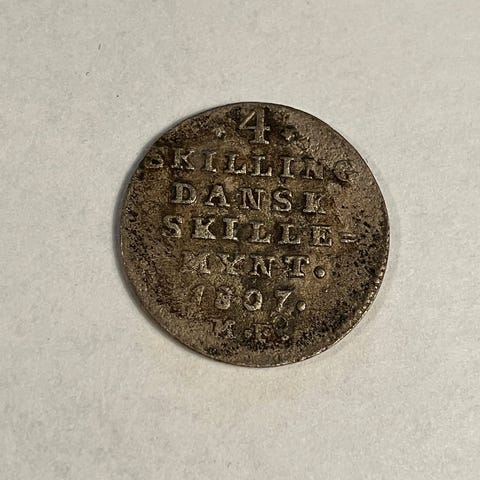 .4.
SKILLING
DANSK
SKILLE=
MYNT.
1807.
M.F.